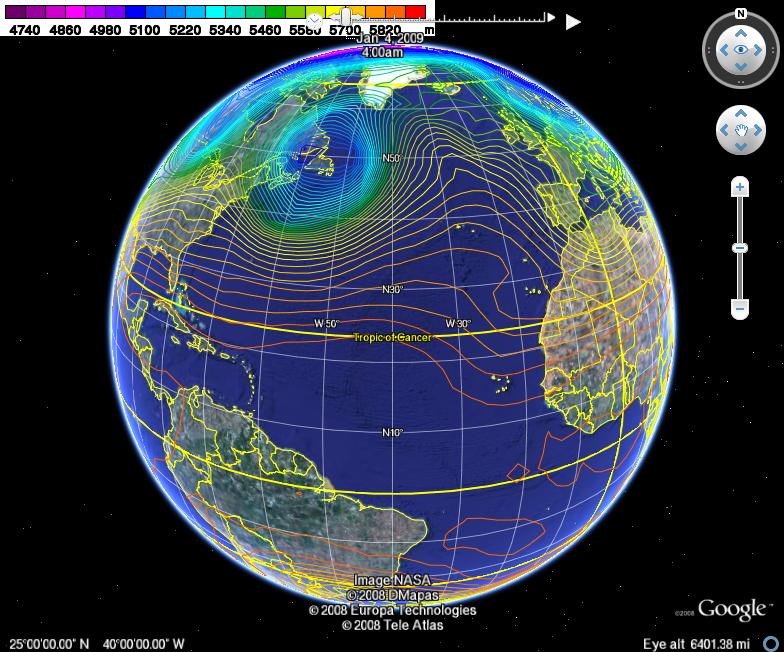 4740 4860 4980 5100 5220 5340 5460 5580 5700 5820 m
Jan 4, 2009
4:00am
N
N50°
N30°
W 50° W 30°
Tropic of Cancer
N10°
Image NASA
© 2008 DMapas
© 2008 Europa Technologies
© 2008 Tele Atlas
©2008 Google™
25°00'00.00" N 40°00'00.00" W Eye alt 6401.38 mi